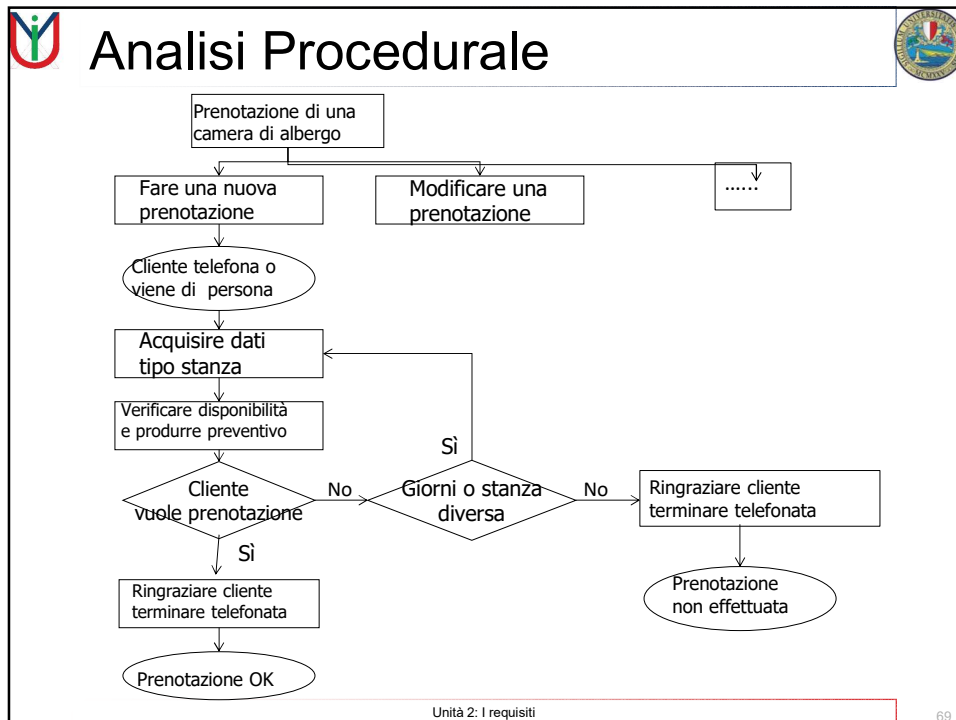 Analisi Procedurale
Prenotazione di una
camera di albergo
Fare una nuova
prenotazione
Modificare una
prenotazione
......
Cliente telefona o
viene di persona
Acquisire dati
tipo stanza
Verificare disponibilità
e produrre preventivo
Sì
Cliente
vuole prenotazione
No
Giorni o stanza
diversa
No
Ringraziare cliente
terminare telefonata
Sì
Ringraziare cliente
terminare telefonata
Prenotazione
non effettuata
Prenotazione OK
Unità 2: I requisiti
69